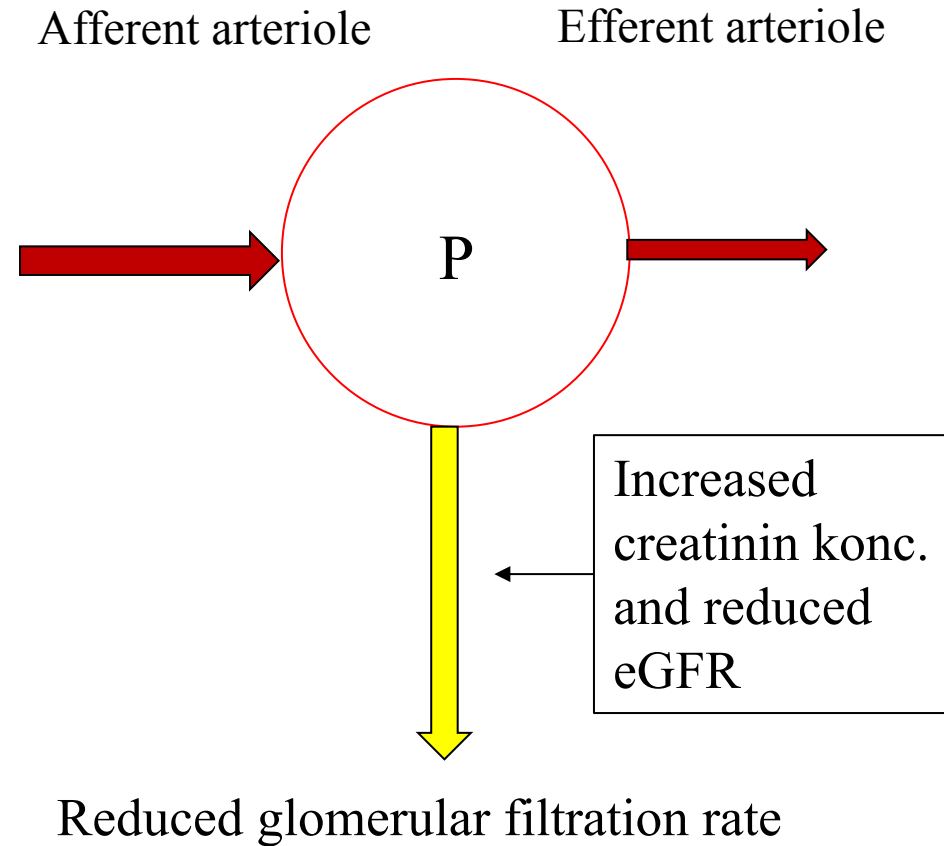 Afferent arteriole
Efferent arteriole
P
Increased
creatinin konc.
and reduced
eGFR
Reduced glomerular filtration rate